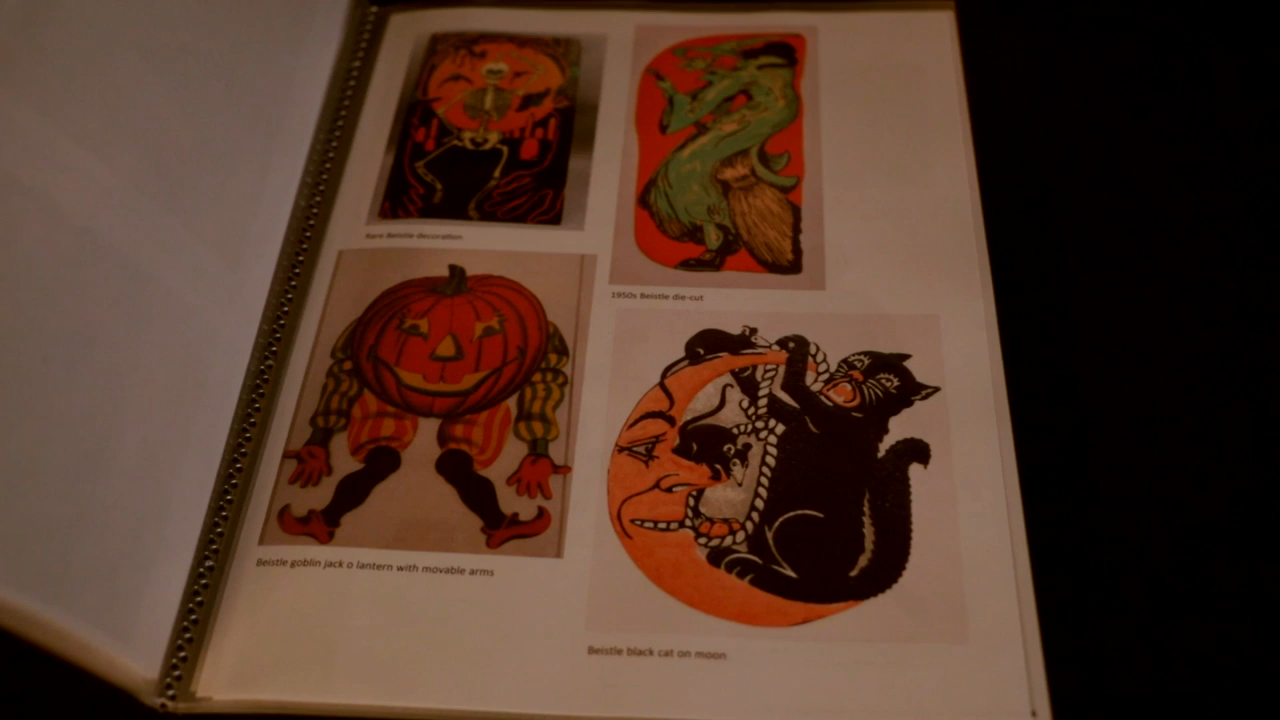 Rare Beistle decoration
1950s Beistle die-cut
Beistle goblin jack o lantern with movable arms
Beistle black cat on moon